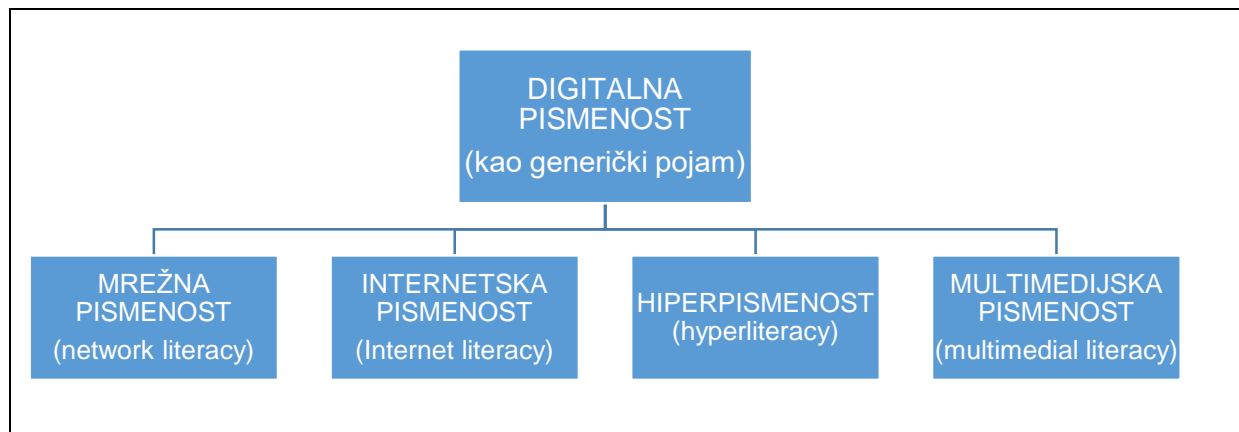 DIGITALNA
PISMENOST
(kao generički pojam)
MREŽNA
PISMENOST
(network literacy)
INTERNETSKA
PISMENOST
(Internet literacy)
HIPERPISMENOST
(hyperliteracy)
MULTIMEDIJSKA
PISMENOST
(multimedial literacy)